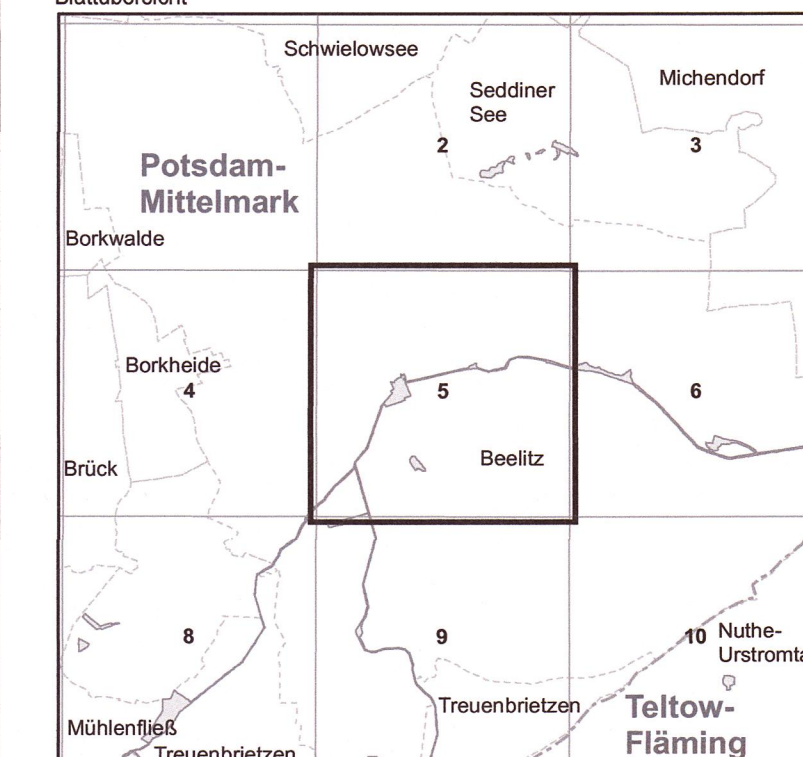 Schwielowsee
Michendorf
Seddiner
See
2
3
Potsdam-
Mittelmark
Borkwalde
Borkheide
4
5
6
Brück
Beelitz
8
9
10
Nuthe-
Treuenbrietzen
Teltow-
Fläming
Mühlenfließ
Treuenbrietzen